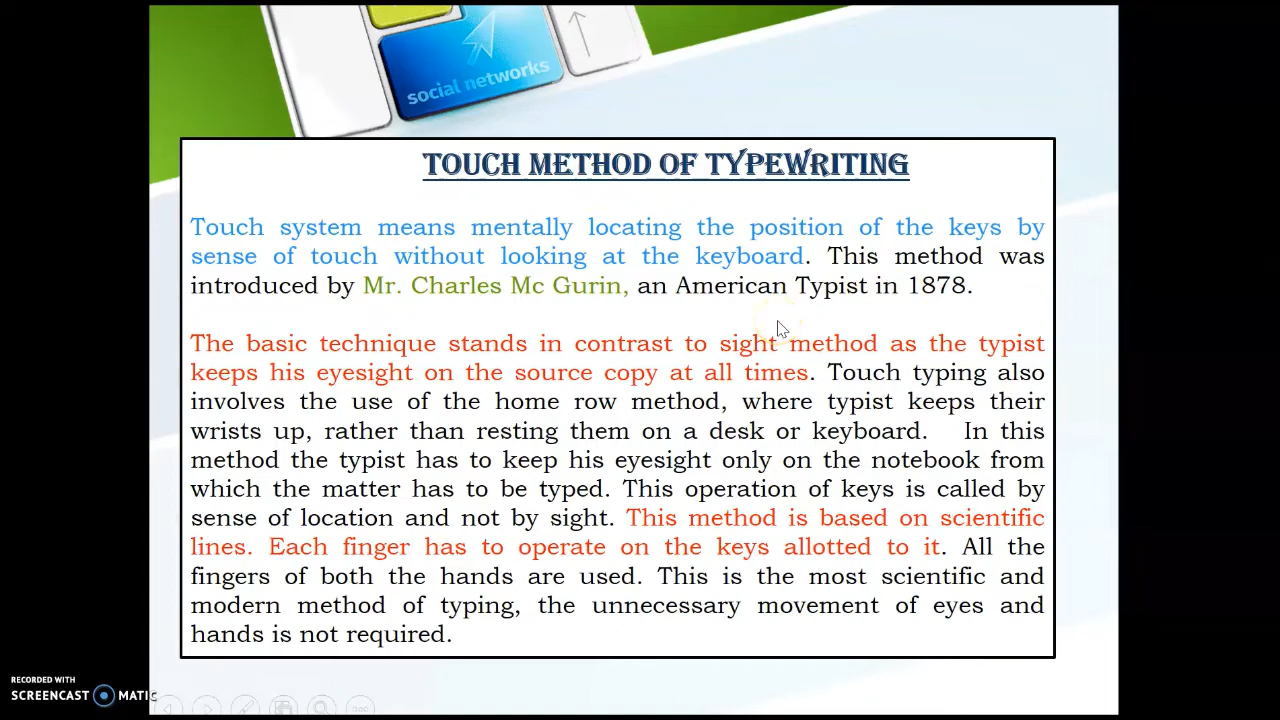 social networks
TOUCH METHOD OF TYPEWRITING
Touch system means mentally locating the position of the keys by
sense of touch without looking at the keyboard. This method was
introduced by Mr. Charles Mc Gurin, an American Typist in 1878.
The basic technique stands in contrast to sight method as the typist
keeps his eyesight on the source copy at all times. Touch typing also
involves the use of the home row method, where typist keeps their
wrists up, rather than resting them on a desk or keyboard. In this
method the typist has to keep his eyesight only on the notebook from
which the matter has to be typed. This operation of keys is called by
sense of location and not by sight. This method is based on scientific
lines. Each finger has to operate on the keys allotted to it. All the
fingers of both the hands are used. This is the most scientific and
modern method of typing, the unnecessary movement of eyes and
hands is not required.
RECORDED WITH
SCREENCAST MATIC